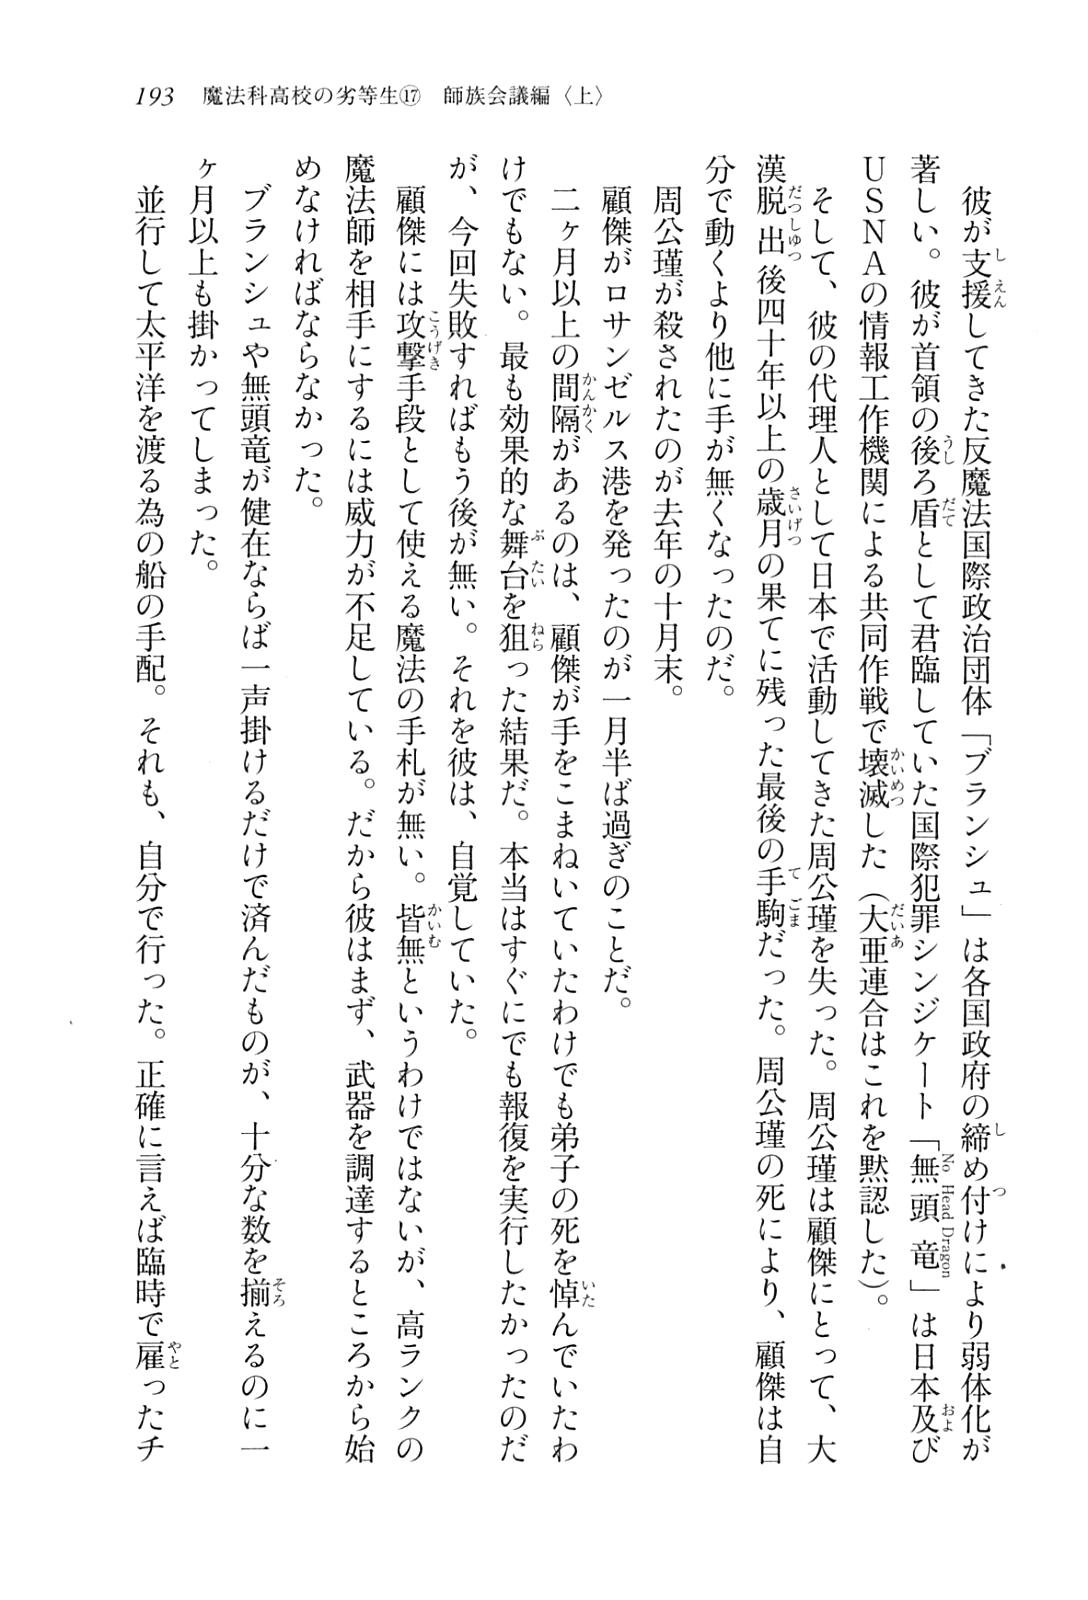 193　魔法科高校の劣等生⑰　師族会議編〈上〉
　彼が支援してきた反魔法国際政治団体「ブランシュ」は各国政府の締め付けにより弱体化が
著しい。彼が首領の後ろ盾として君臨していた国際犯罪シンジケート「無頭竜」は日本及び
ＵＳＮＡの情報工作機関による共同作戦で壊滅した（大亜連合はこれを黙認した）。
　そして、彼の代理人として日本で活動してきた周公瑾を失った。周公瑾は顧傑にとって、大
漢脱出後四十年以上の歳月の果てに残った最後の手駒だった。周公瑾の死により、顧傑は自
分で動くより他に手が無くなったのだ。
　周公瑾が殺されたのが去年の十月末。
　顧傑がロサンゼルス港を発ったのが一月半ば過ぎのことだ。
　二ヶ月以上の間隔があるのは、顧傑が手をこまねいていたわけでも弟子の死を悼んでいたわ
けでもない。最も効果的な舞台を狙った結果だ。本当はすぐにでも報復を実行したかったのだ
が、今回失敗すればもう後が無い。それを彼は、自覚していた。
　顧傑には攻撃手段として使える魔法の手札が無い。皆無というわけではないが、高ランクの
魔法師を相手にするには威力が不足している。だから彼はまず、武器を調達するところから始
めなければならなかった。
　ブランシュや無頭竜が健在ならば一声掛けるだけで済んだものが、十分な数を揃えるのに一
ヶ月以上も掛かってしまった。
　並行して太平洋を渡る為の船の手配。それも、自分で行った。正確に言えば臨時で雇ったチ